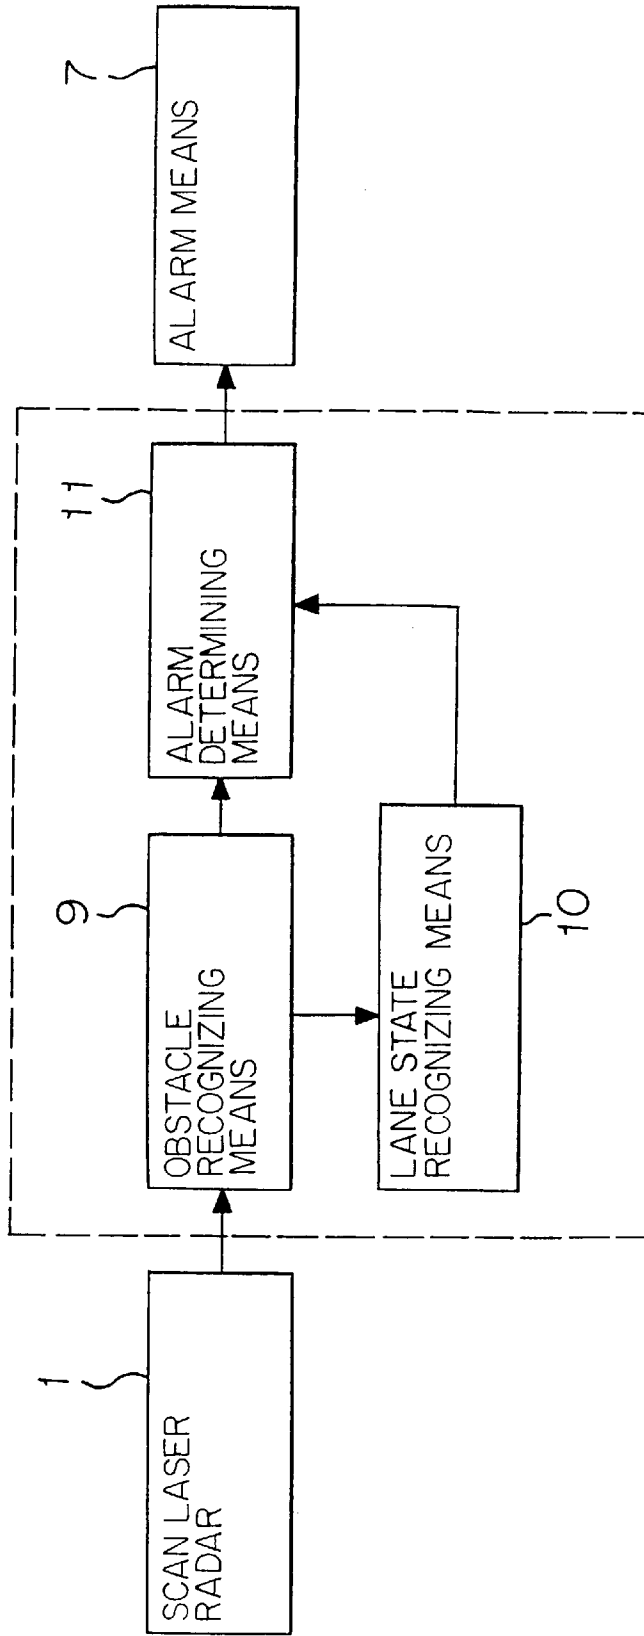 1
SCAN LASER
RADAR
9
OBSTACLE
RECOGNIZING
MEANS
10
LANE STATE
RECOGNIZING MEANS
11
ALARM
DETERMINING
MEANS
7
ALARM MEANS